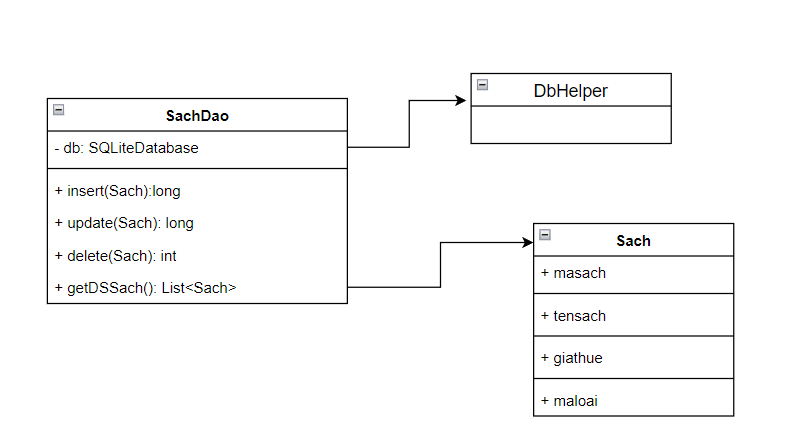 SachDao
- db: SQLiteDatabase
+ insert(Sach):long
+ update(Sach): long
+ delete(Sach): int
+ getDSSach(): List<Sach>
DbHelper
Sach
+ masach
+ tensach
+ giathue
+ maloai